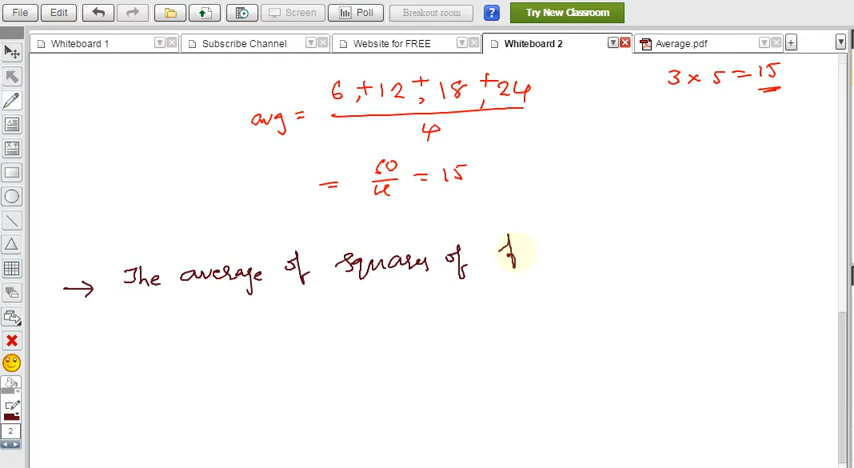 File Edit Screen Poll Breakout room ? Try New Classroom
Whiteboard 1 Subscribe Channel Website for FREE Whiteboard 2 Average.pdf
3 × 5 = 15
avg = 6, + 12 +, 18, + 24
4
= 60/4 = 15
→ The average of squares of f
2